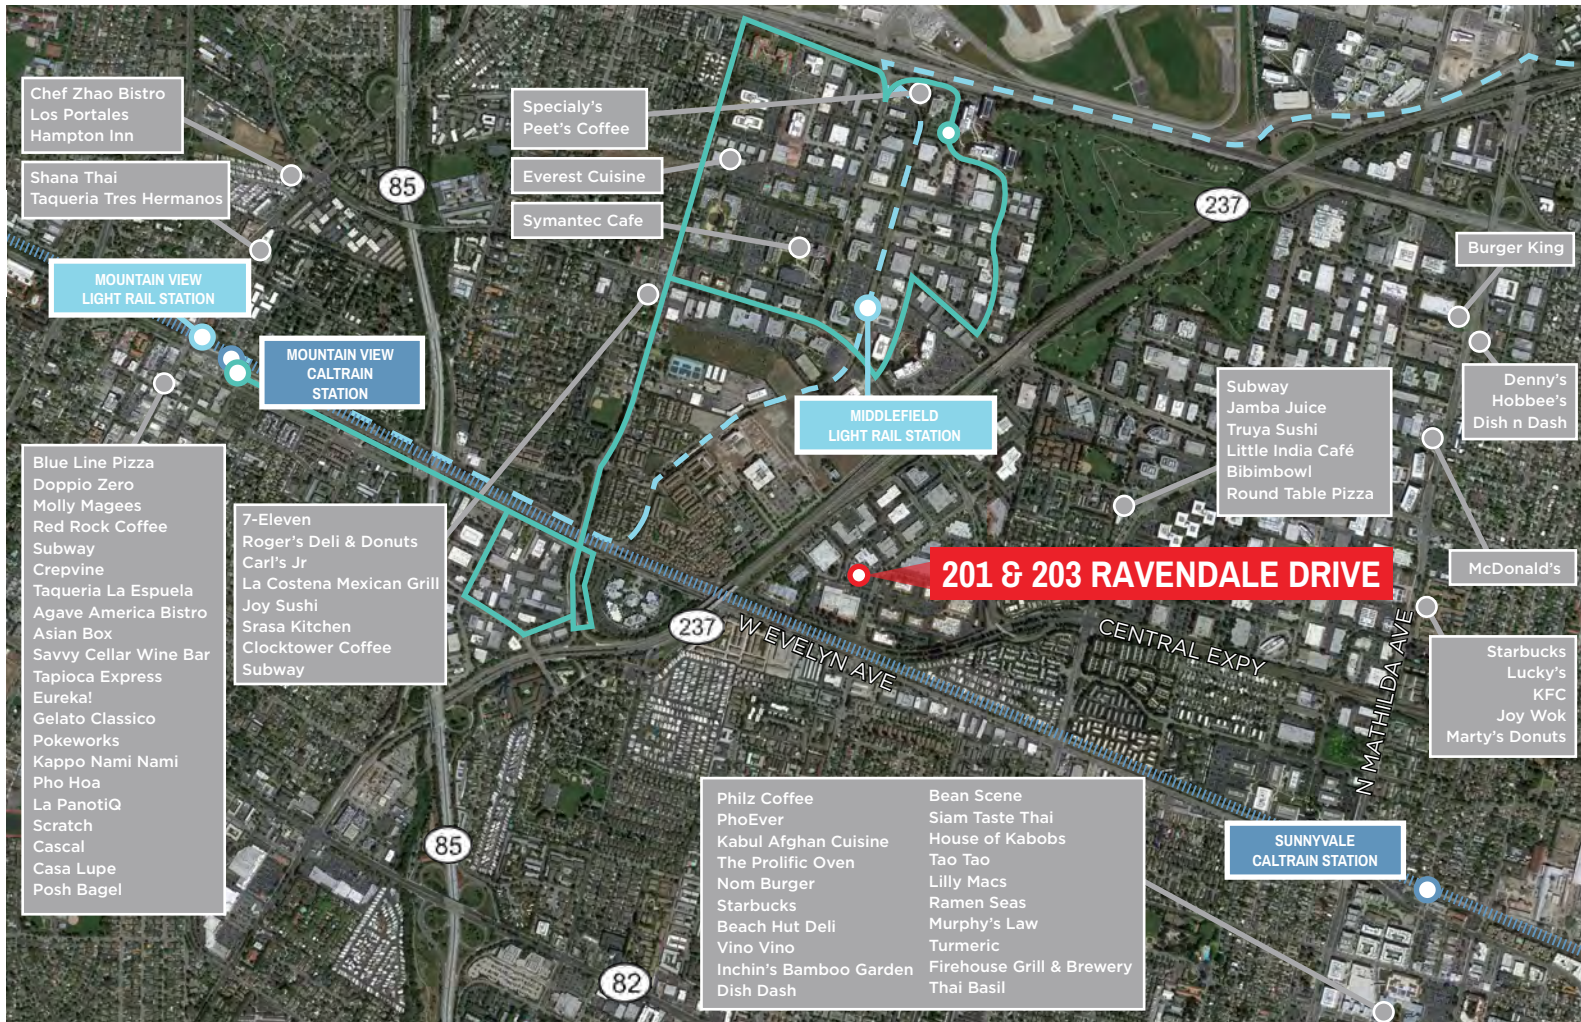 Chef Zhao Bistro
Los Portales
Hampton Inn
Shana Thai
Taqueria Tres Hermanos
MOUNTAIN VIEW
LIGHT RAIL STATION
MOUNTAIN VIEW
CALTRAIN
STATION
85
Specialy's
Peet's Coffee
Everest Cuisine
Symantec Cafe
237
Burger King
Denny's
Hobbee's
Dish n Dash
MIDDLEFIELD
LIGHT RAIL STATION
Subway
Jamba Juice
Truya Sushi
Little India Café
Bibimbowl
Round Table Pizza
McDonald's
Blue Line Pizza
Doppio Zero
Molly Magees
Red Rock Coffee
Subway
Crepvine
Taqueria La Espuela
Agave America Bistro
Asian Box
Savvy Cellar Wine Bar
Tapioca Express
Eureka!
Gelato Classico
Pokeworks
Kappo Nami Nami
Pho Hoa
La PanotiQ
Scratch
Cascal
Casa Lupe
Posh Bagel
7-Eleven
Roger's Deli & Donuts
Carl's Jr
La Costena Mexican Grill
Joy Sushi
Srasa Kitchen
Clocktower Coffee
Subway
201 & 203 RAVENDALE DRIVE
237
W EVELYN AVE
CENTRAL EXPY
N MATHILDA AVE
Starbucks
Lucky's
KFC
Joy Wok
Marty's Donuts
85
82
Philz Coffee
PhoEver
Kabul Afghan Cuisine
The Prolific Oven
Nom Burger
Starbucks
Beach Hut Deli
Vino Vino
Inchin's Bamboo Garden
Dish Dash
Bean Scene
Siam Taste Thai
House of Kabobs
Tao Tao
Lilly Macs
Ramen Seas
Murphy's Law
Turmeric
Firehouse Grill & Brewery
Thai Basil
SUNNYVALE
CALTRAIN STATION